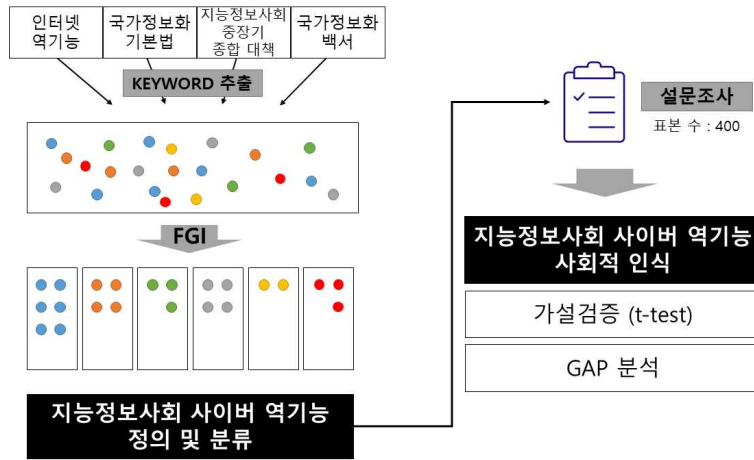 인터넷
역기능
국가정보화
기본법
지능정보사회
중장기
종합 대책
국가정보화
백서
KEYWORD 추출
FGI
지능정보사회 사이버 역기능
정의 및 분류
설문조사
표본 수 : 400
지능정보사회 사이버 역기능
사회적 인식
가설검증 (t-test)
GAP 분석